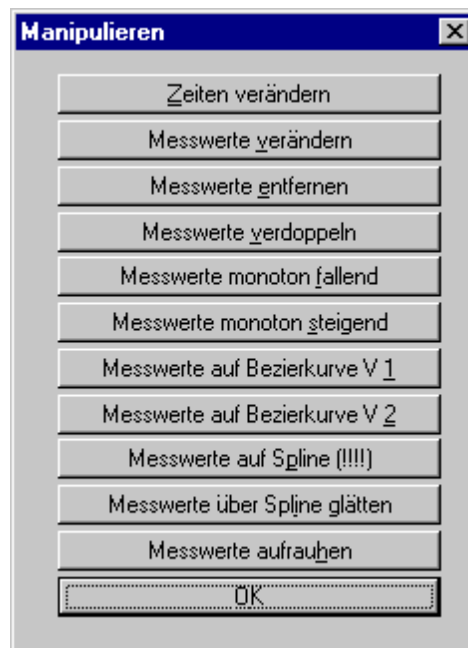 Manipulieren
Zeiten verändern
Messwerte verändern
Messwerte entfernen
Messwerte verdoppeln
Messwerte monoton fallend
Messwerte monoton steigend
Messwerte auf Bezierkurve V 1
Messwerte auf Bezierkurve V 2
Messwerte auf Spline (!!!!)
Messwerte über Spline glätten
Messwerte aufrauhen
OK